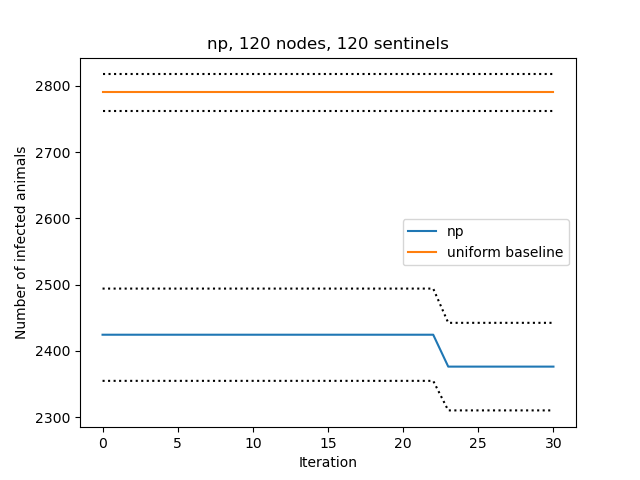 np, 120 nodes, 120 sentinels
Number of infected animals
2800
2700
2600
2500
2400
2300
np
uniform baseline
0 5 10 15 20 25 30
Iteration